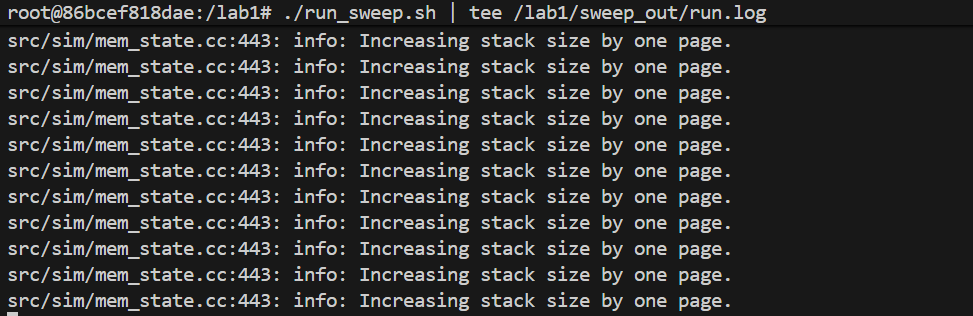 root@86bcef818dae:/lab1# ./run_sweep.sh | tee /lab1/sweep_out/run.log
src/sim/mem_state.cc:443: info: Increasing stack size by one page.
src/sim/mem_state.cc:443: info: Increasing stack size by one page.
src/sim/mem_state.cc:443: info: Increasing stack size by one page.
src/sim/mem_state.cc:443: info: Increasing stack size by one page.
src/sim/mem_state.cc:443: info: Increasing stack size by one page.
src/sim/mem_state.cc:443: info: Increasing stack size by one page.
src/sim/mem_state.cc:443: info: Increasing stack size by one page.
src/sim/mem_state.cc:443: info: Increasing stack size by one page.
src/sim/mem_state.cc:443: info: Increasing stack size by one page.
src/sim/mem_state.cc:443: info: Increasing stack size by one page.
src/sim/mem_state.cc:443: info: Increasing stack size by one page.